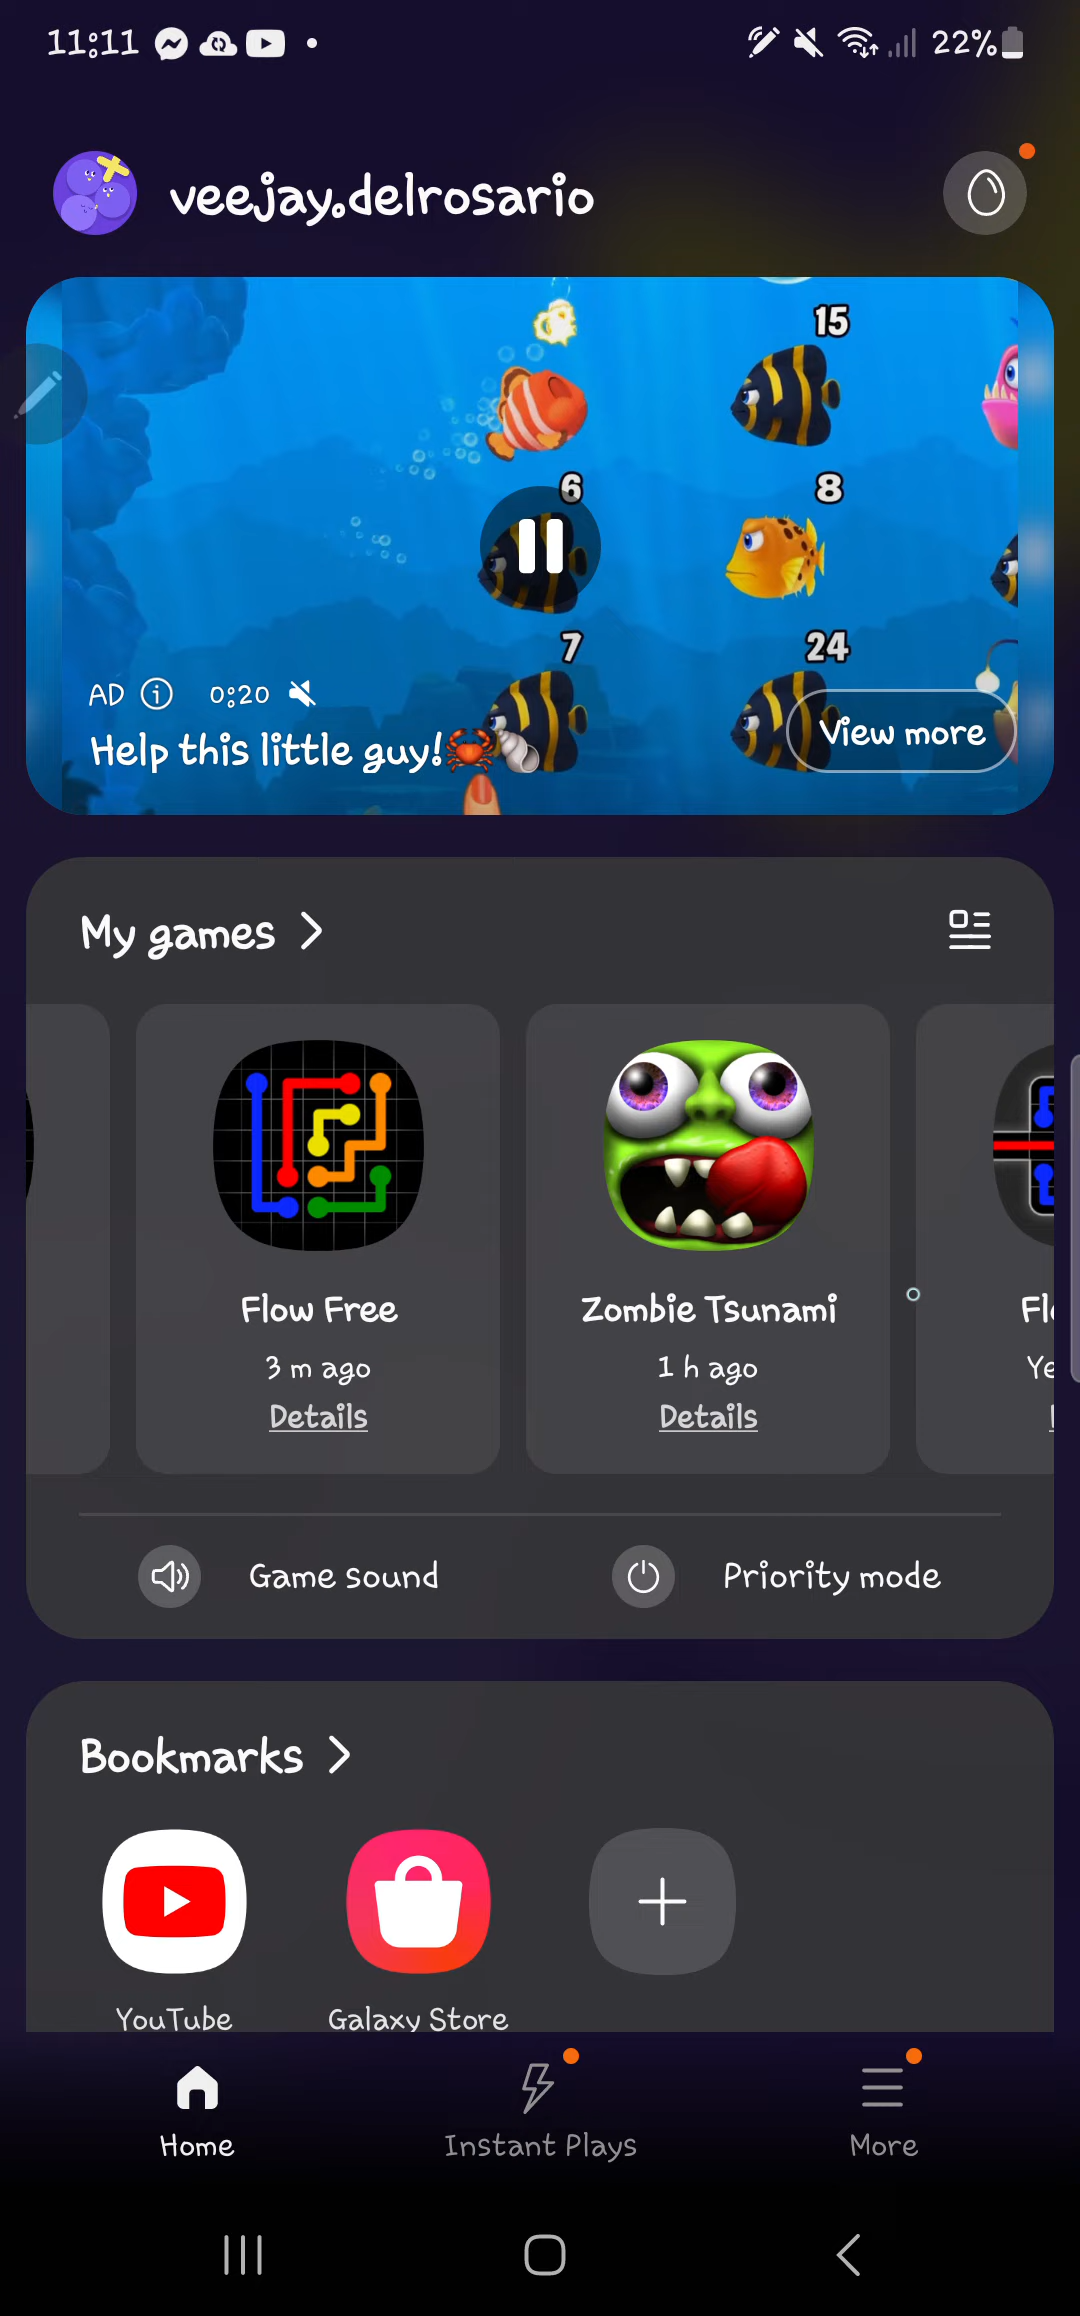 11:11
22%
veejay.delrosario
15
6
8
7
24
AD 0:20
Help this little guy!🦀🐚
View more
My games
Flow Free
3 m ago
Details
Zombie Tsunami
1 h ago
Details
Game sound
Priority mode
Bookmarks
YouTube
Galaxy Store
Home
Instant Plays
More